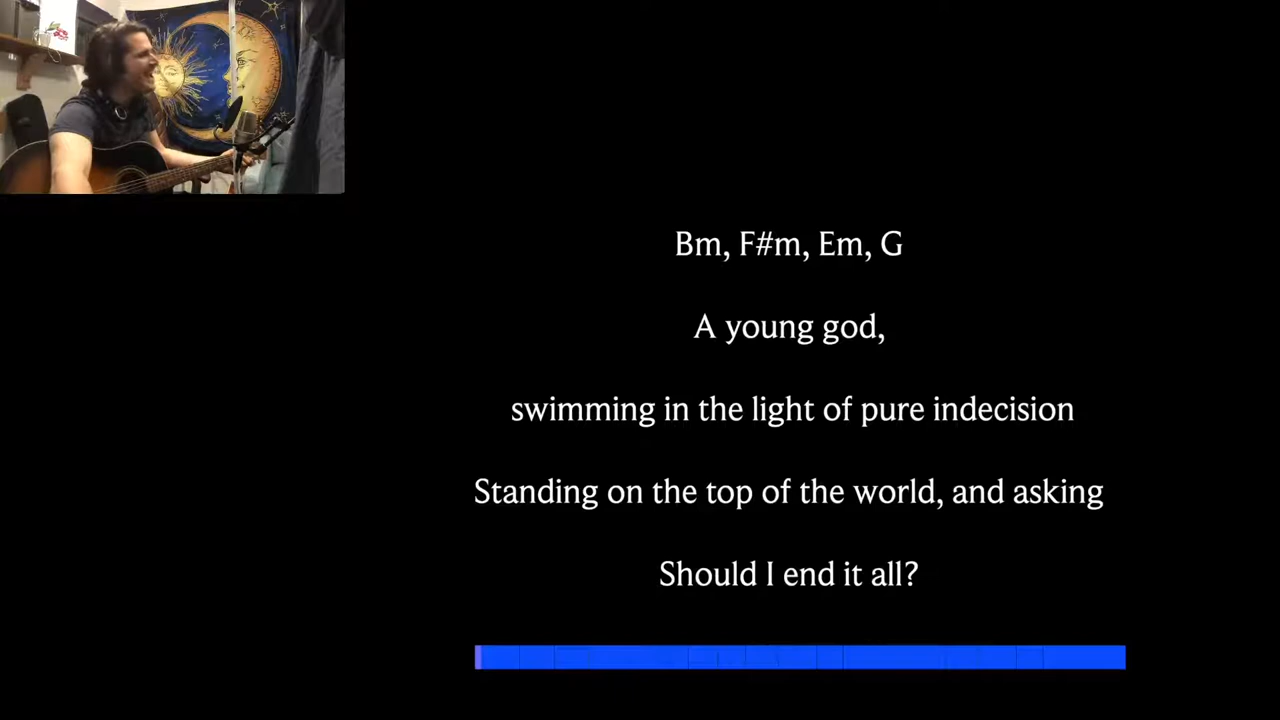 Bm, F#m, Em, G
A young god,
swimming in the light of pure indecision
Standing on the top of the world, and asking
Should I end it all?